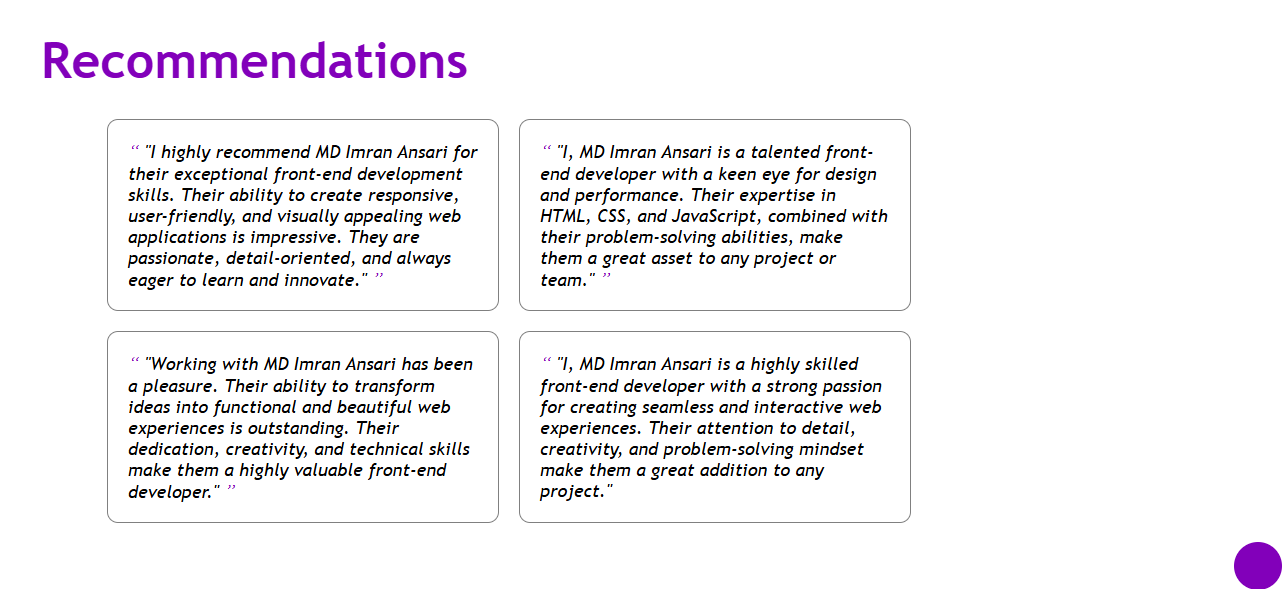 Recommendations
“ "I highly recommend MD Imran Ansari for
their exceptional front-end development
skills. Their ability to create responsive,
user-friendly, and visually appealing web
applications is impressive. They are
passionate, detail-oriented, and always
eager to learn and innovate." ”
“ "I, MD Imran Ansari is a talented front-
end developer with a keen eye for design
and performance. Their expertise in
HTML, CSS, and JavaScript, combined with
their problem-solving abilities, make
them a great asset to any project or
team." ”
“ "Working with MD Imran Ansari has been
a pleasure. Their ability to transform
ideas into functional and beautiful web
experiences is outstanding. Their
dedication, creativity, and technical skills
make them a highly valuable front-end
developer." ”
“ "I, MD Imran Ansari is a highly skilled
front-end developer with a strong passion
for creating seamless and interactive web
experiences. Their attention to detail,
creativity, and problem-solving mindset
make them a great addition to any
project."